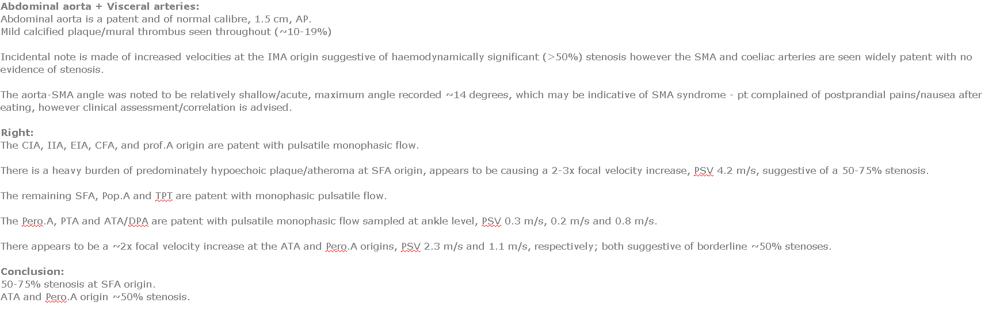 Abdominal aorta + Visceral arteries:
Abdominal aorta is a patent and of normal calibre, 1.5 cm, AP.
Mild calcified plaque/mural thrombus seen throughout (~10-19%)
Incidental note is made of increased velocities at the IMA origin suggestive of haemodynamically significant (>50%) stenosis however the SMA and coeliac arteries are seen widely patent with no
evidence of stenosis.
The aorta-SMA angle was noted to be relatively shallow/acute, maximum angle recorded ~14 degrees, which may be indicative of SMA syndrome - pt complained of postprandial pains/nausea after
eating, however clinical assessment/correlation is advised.
Right:
The CIA, IIA, EIA, CFA, and prof.A origin are patent with pulsatile monophasic flow.
There is a heavy burden of predominately hypoechoic plaque/atheroma at SFA origin, appears to be causing a 2-3x focal velocity increase, PSV 4.2 m/s, suggestive of a 50-75% stenosis.
The remaining SFA, Pop.A and TPT are patent with monophasic pulsatile flow.
The Pero.A, PTA and ATA/DPA are patent with pulsatile monophasic flow sampled at ankle level, PSV 0.3 m/s, 0.2 m/s and 0.8 m/s.
There appears to be a ~2x focal velocity increase at the ATA and Pero.A origins, PSV 2.3 m/s and 1.1 m/s, respectively; both suggestive of borderline ~50% stenoses.
Conclusion:
50-75% stenosis at SFA origin.
ATA and Pero.A origin ~50% stenosis.